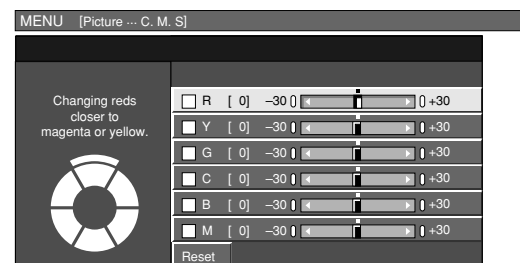 MENU [Picture ··· C. M. S]
Changing reds
closer to
magenta or yellow.
R [ 0] –30 +30
Y [ 0] –30 +30
G [ 0] –30 +30
C [ 0] –30 +30
B [ 0] –30 +30
M [ 0] –30 +30
Reset